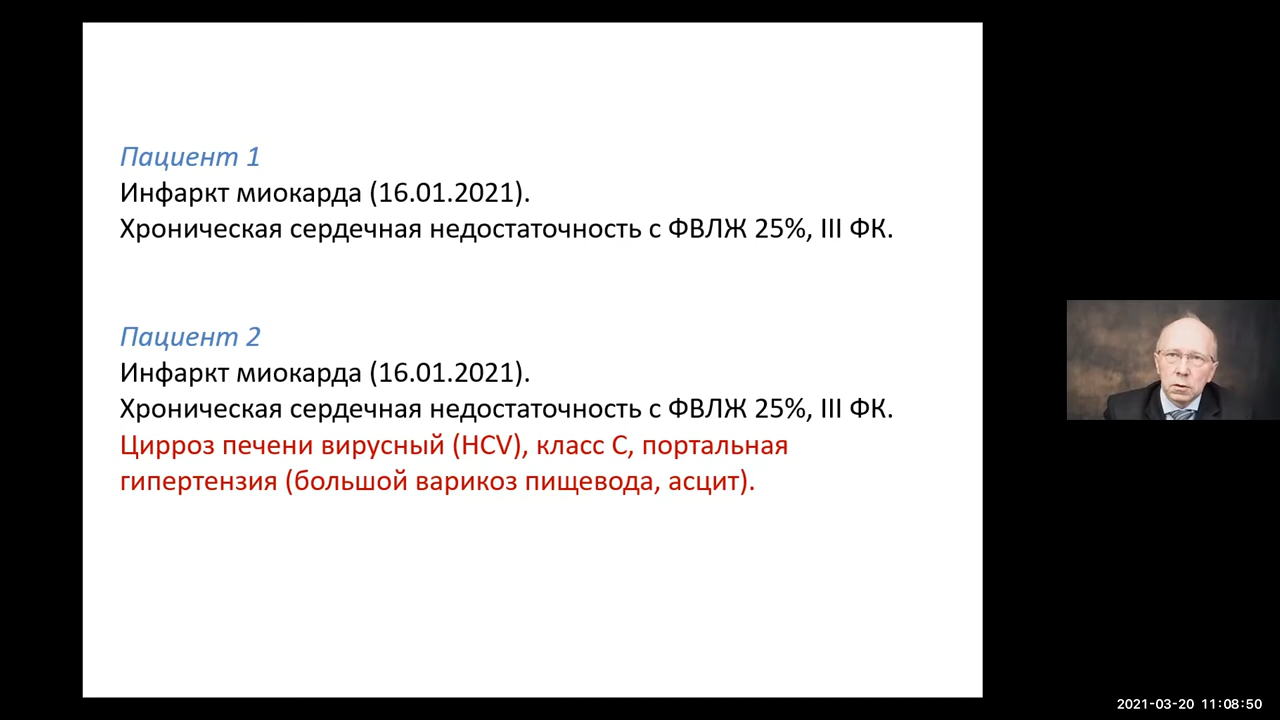 Пациент 1
Инфаркт миокарда (16.01.2021).
Хроническая сердечная недостаточность с ФВЛЖ 25%, III ФК.
Пациент 2
Инфаркт миокарда (16.01.2021).
Хроническая сердечная недостаточность с ФВЛЖ 25%, III ФК.
Цирроз печени вирусный (HCV), класс C, портальная
гипертензия (большой варикоз пищевода, асцит).
2021-03-20 11:08:50